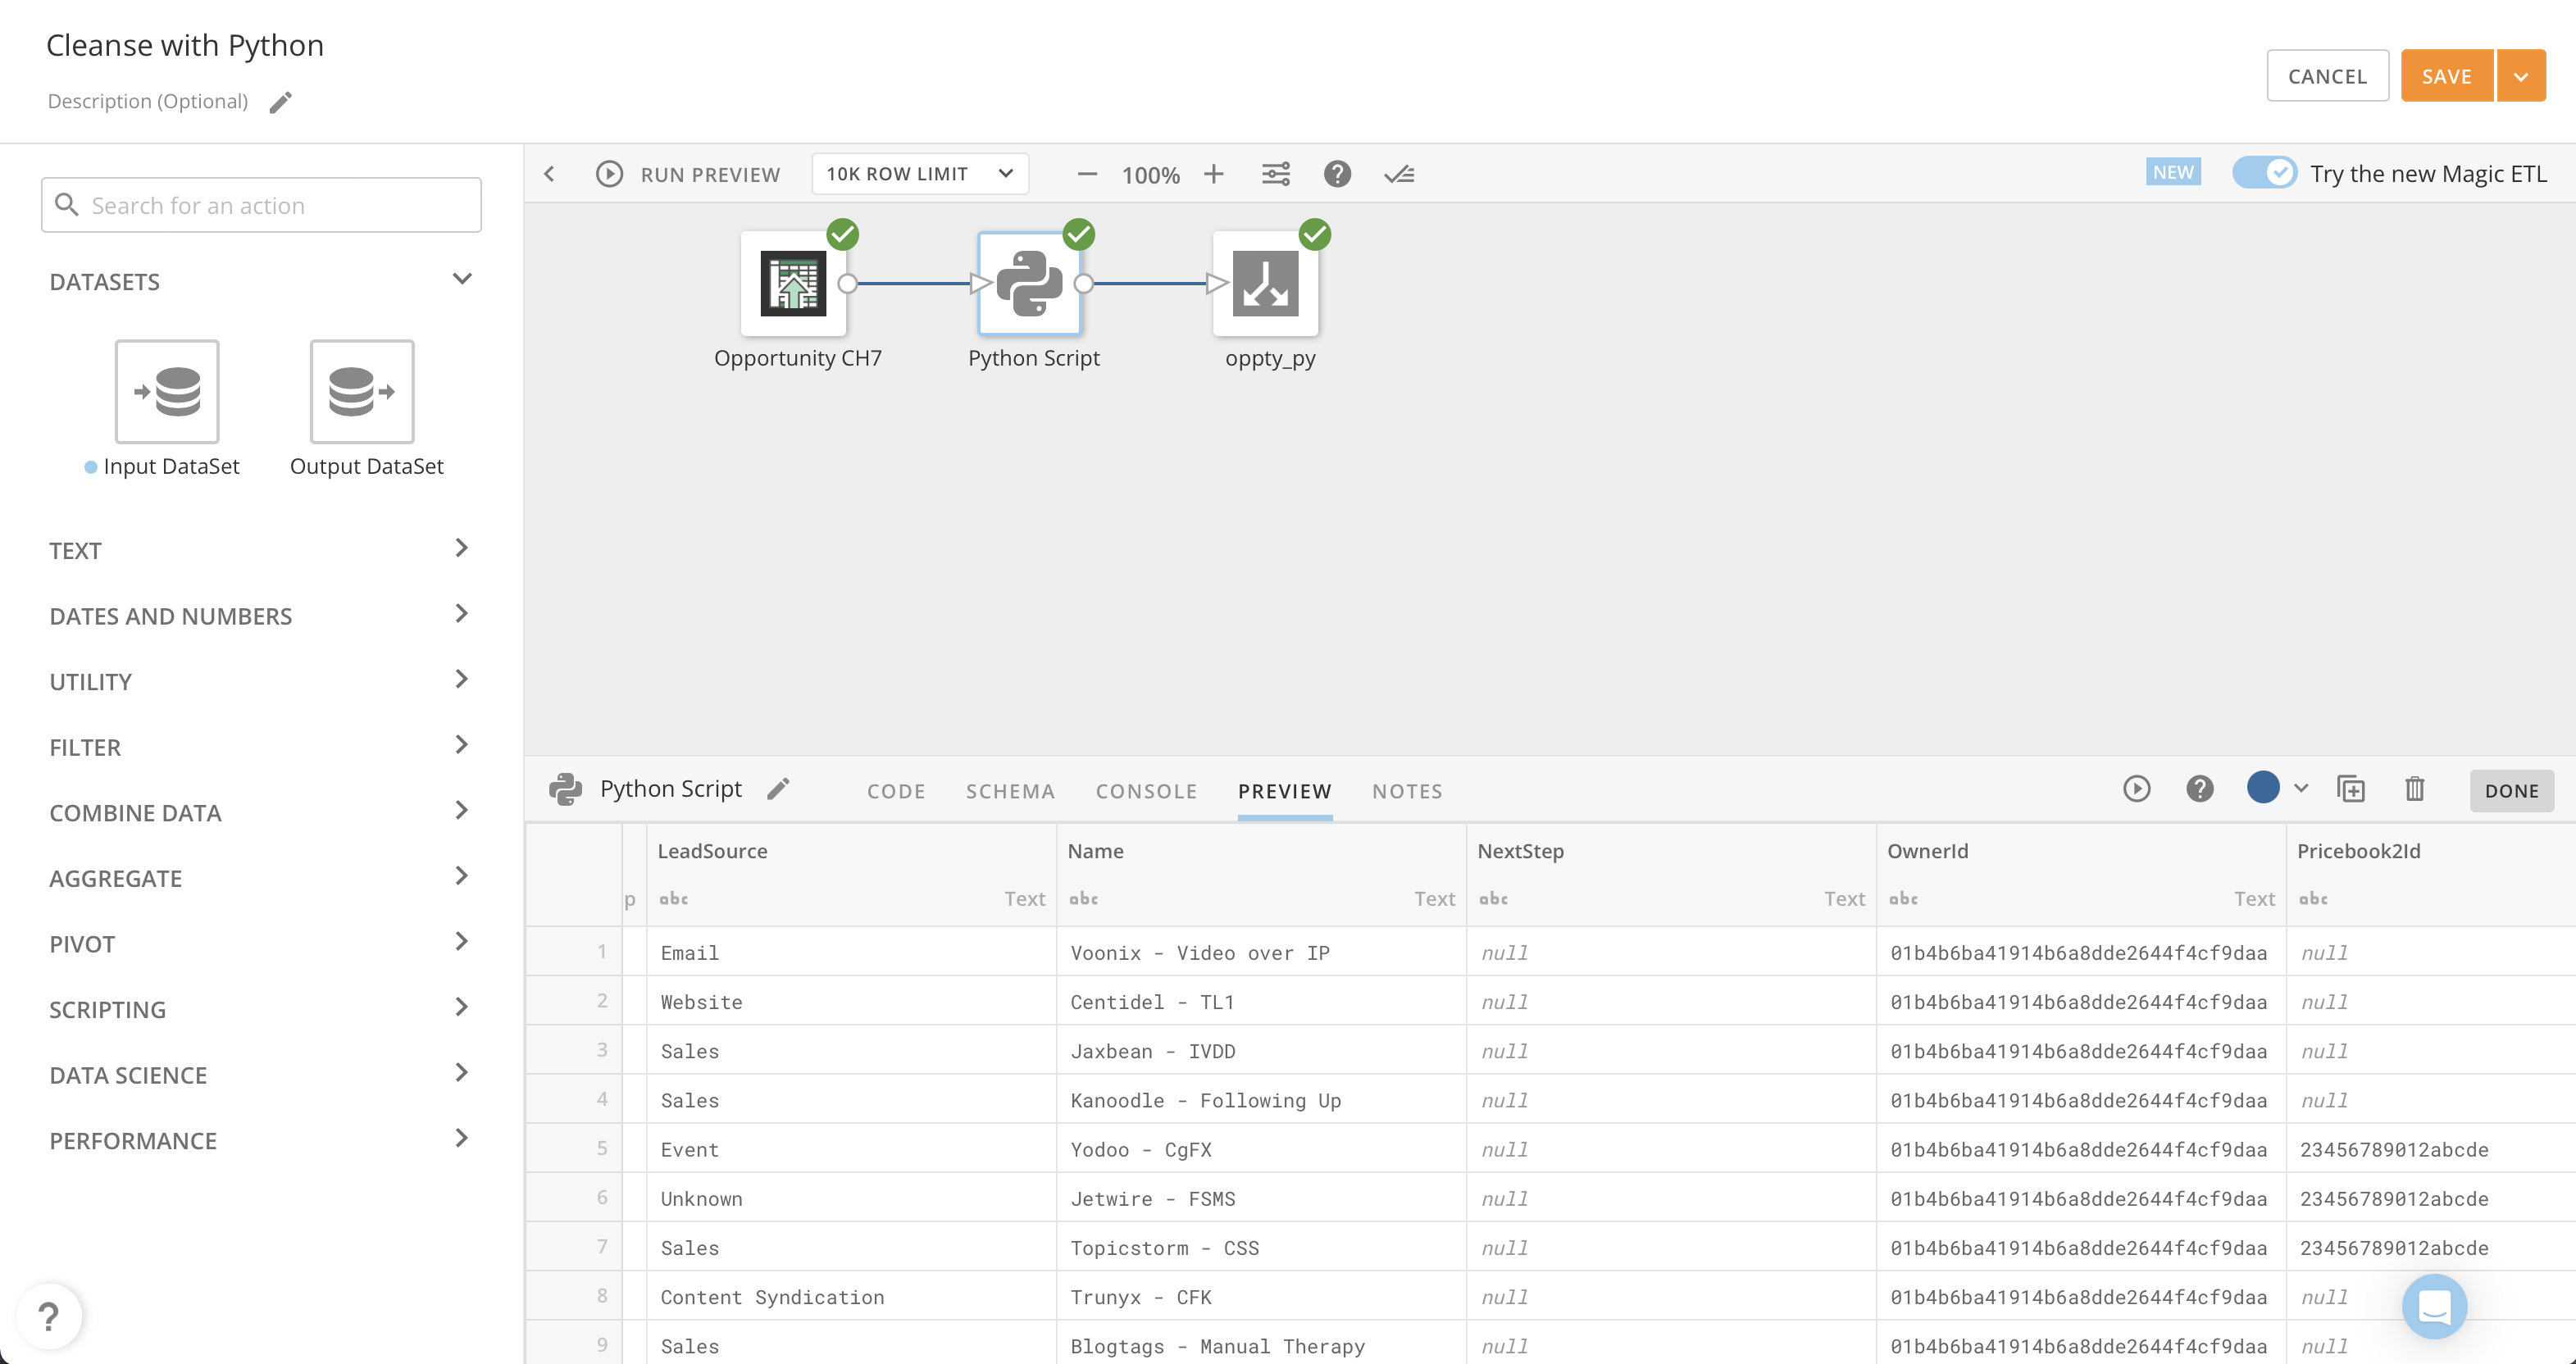 Cleanse with Python
Description (Optional)
CANCEL
SAVE
Search for an action
DATASETS
Input DataSet
Output DataSet
TEXT
DATES AND NUMBERS
UTILITY
FILTER
COMBINE DATA
AGGREGATE
PIVOT
SCRIPTING
DATA SCIENCE
PERFORMANCE
?
RUN PREVIEW
10K ROW LIMIT
100%
?
NEW
Try the new Magic ETL
Opportunity CH7
Python Script
oppty_py
Python Script
CODE
SCHEMA
CONSOLE
PREVIEW
NOTES
?
DONE
LeadSource Name NextStep OwnerId Pricebook2Id
p abc Text abc Text abc Text abc Text abc
1 Email Voonix - Video over IP null 01b4b6ba41914b6a8dde2644f4cf9daa null
2 Website Centidel - TL1 null 01b4b6ba41914b6a8dde2644f4cf9daa null
3 Sales Jaxbean - IVDD null 01b4b6ba41914b6a8dde2644f4cf9daa null
4 Sales Kanoodle - Following Up null 01b4b6ba41914b6a8dde2644f4cf9daa null
5 Event Yodoo - CgFX null 01b4b6ba41914b6a8dde2644f4cf9daa 23456789012abcde
6 Unknown Jetwire - FSMS null 01b4b6ba41914b6a8dde2644f4cf9daa 23456789012abcde
7 Sales Topicstorm - CSS null 01b4b6ba41914b6a8dde2644f4cf9daa 23456789012abcde
8 Content Syndication Trunyx - CFK null 01b4b6ba41914b6a8dde2644f4cf9daa null
9 Sales Blogtags - Manual Therapy null 01b4b6ba41914b6a8dde2644f4cf9daa null